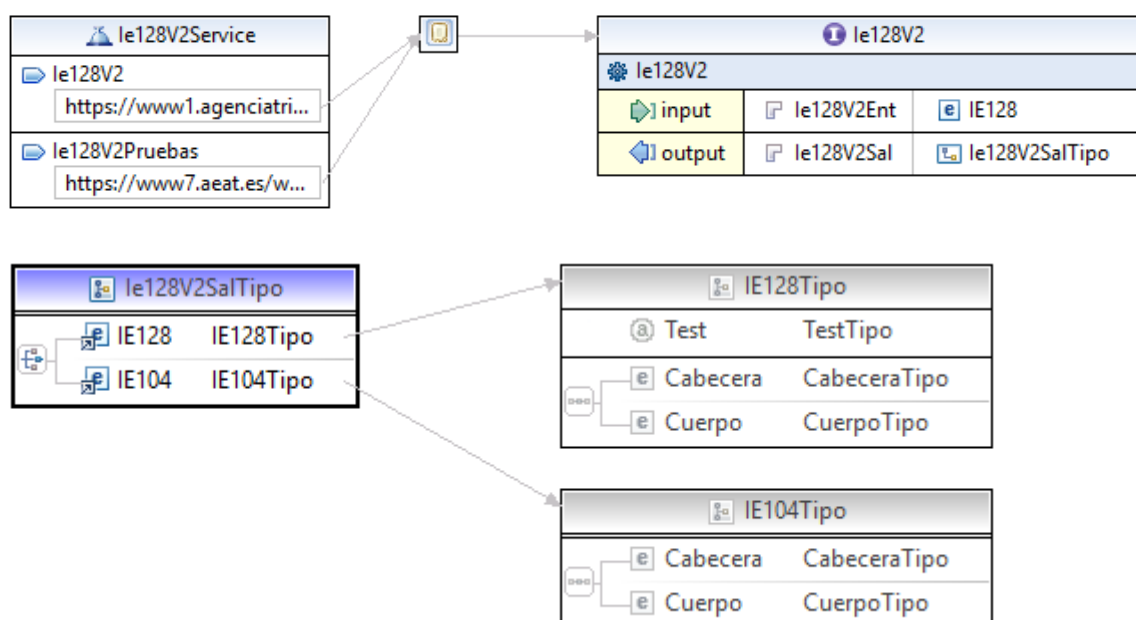 Ie128V2Service
Ie128V2
https://www1.agenciatri...
Ie128V2Pruebas
https://www7.aeat.es/w...
Ie128V2
Ie128V2
input Ie128V2Ent e IE128
output Ie128V2Sal Ie128V2SalTipo
Ie128V2SalTipo
e IE128 IE128Tipo
e IE104 IE104Tipo
IE128Tipo
a Test TestTipo
e Cabecera CabeceraTipo
e Cuerpo CuerpoTipo
IE104Tipo
e Cabecera CabeceraTipo
e Cuerpo CuerpoTipo